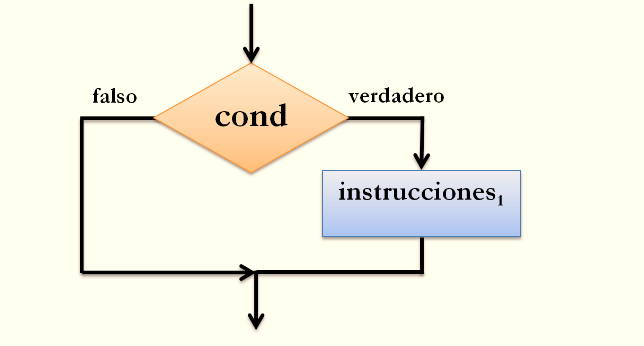 falso
verdadero
cond
instrucciones₁